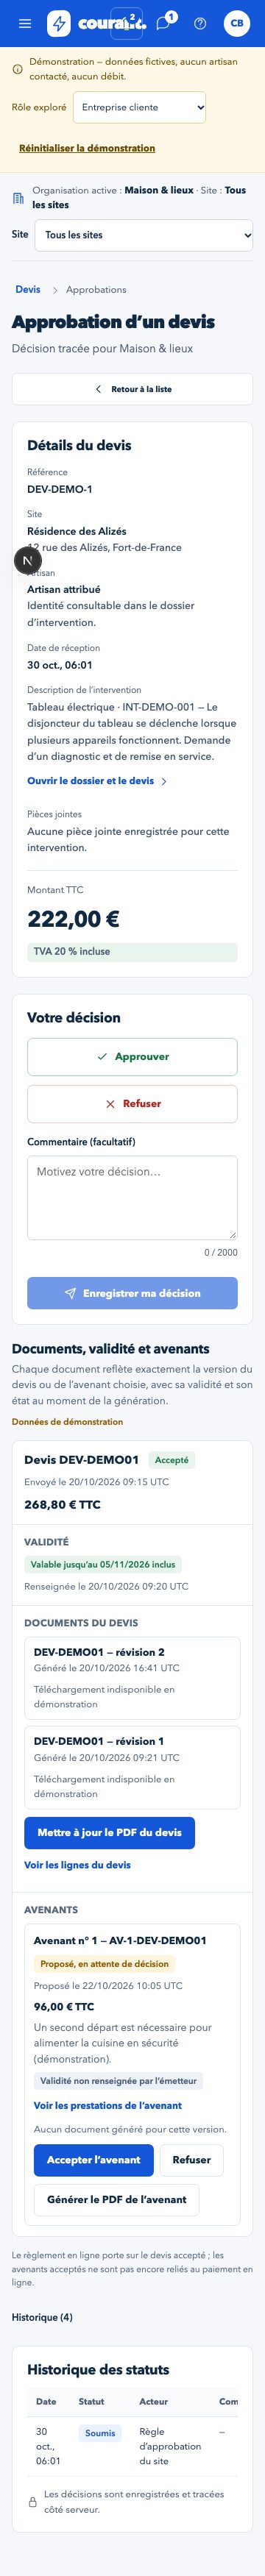 courant.
2
1
CB
Démonstration — données fictives, aucun artisan
contacté, aucun débit.
Rôle exploré
Entreprise cliente
Réinitialiser la démonstration
Organisation active : Maison & lieux · Site : Tous
les sites
Site
Tous les sites
Devis
Approbations
Approbation d’un devis
Décision tracée pour Maison & lieux
Retour à la liste
Détails du devis
Référence
DEV-DEMO-1
Site
Résidence des Alizés
12 rue des Alizés, Fort-de-France
N
Artisan
Artisan attribué
Identité consultable dans le dossier
d’intervention.
Date de réception
30 oct., 06:01
Description de l’intervention
Tableau électrique · INT-DEMO-001 — Le
disjoncteur du tableau se déclenche lorsque
plusieurs appareils fonctionnent. Demande
d’un diagnostic et de remise en service.
Ouvrir le dossier et le devis
Pièces jointes
Aucune pièce jointe enregistrée pour cette
intervention.
Montant TTC
222,00 €
TVA 20 % incluse
Votre décision
Approuver
Refuser
Commentaire (facultatif)
Motivez votre décision…
0 / 2000
Enregistrer ma décision
Documents, validité et avenants
Chaque document reflète exactement la version du
devis ou de l’avenant choisie, avec sa validité et son
état au moment de la génération.
Données de démonstration
Devis DEV-DEMO01
Accepté
Envoyé le 20/10/2026 09:15 UTC
268,80 € TTC
VALIDITÉ
Valable jusqu’au 05/11/2026 inclus
Renseignée le 20/10/2026 09:20 UTC
DOCUMENTS DU DEVIS
DEV-DEMO01 — révision 2
Généré le 20/10/2026 16:41 UTC
Téléchargement indisponible en
démonstration
DEV-DEMO01 — révision 1
Généré le 20/10/2026 09:21 UTC
Téléchargement indisponible en
démonstration
Mettre à jour le PDF du devis
Voir les lignes du devis
AVENANTS
Avenant n° 1 — AV-1-DEV-DEMO01
Proposé, en attente de décision
Proposé le 22/10/2026 10:05 UTC
96,00 € TTC
Un second départ est nécessaire pour
alimenter la cuisine en sécurité
(démonstration).
Validité non renseignée par l’émetteur
Voir les prestations de l’avenant
Aucun document généré pour cette version.
Accepter l’avenant
Refuser
Générer le PDF de l’avenant
Le règlement en ligne porte sur le devis accepté ; les
avenants acceptés ne sont pas encore reliés au paiement en
ligne.
Historique (4)
Historique des statuts
Date Statut Acteur Com
30
oct.,
06:01
Soumis
Règle
d’approbation
du site
—
Les décisions sont enregistrées et tracées
côté serveur.